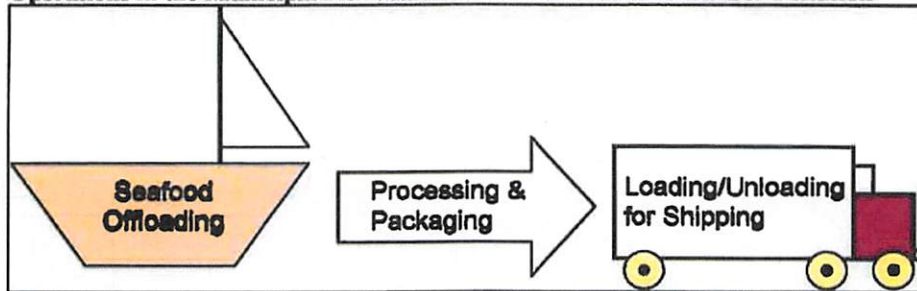 Seafood
Offloading
Processing &
Packaging
Loading/Unloading
for Shipping